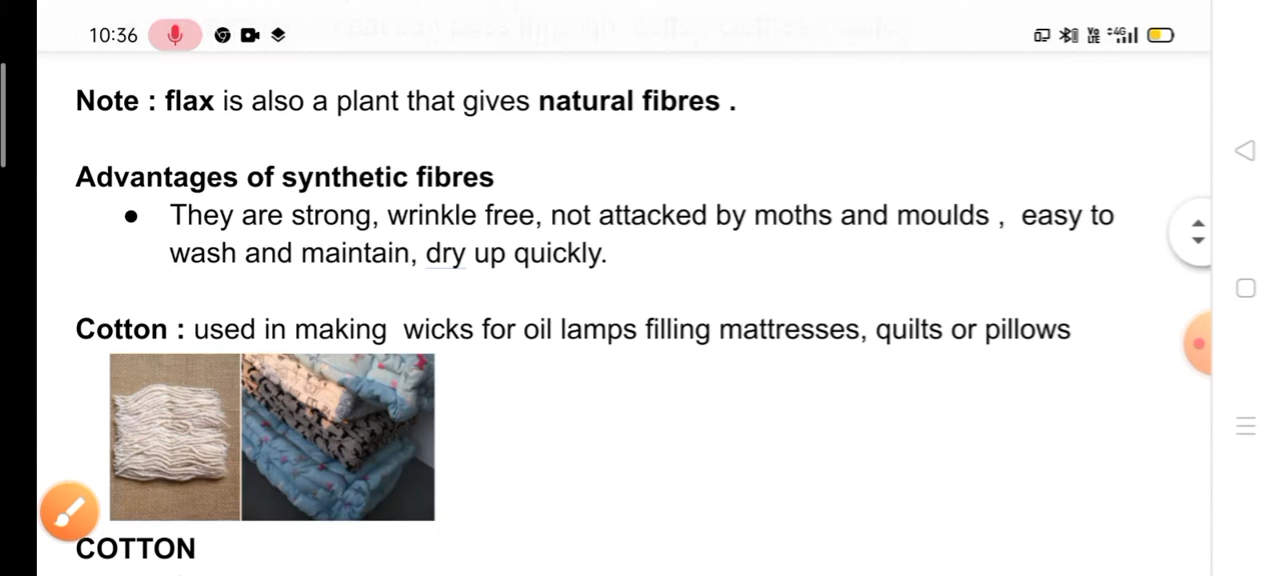 10:36
Note : flax is also a plant that gives natural fibres .
Advantages of synthetic fibres
● They are strong, wrinkle free, not attacked by moths and moulds , easy to
wash and maintain, dry up quickly.
Cotton : used in making wicks for oil lamps filling mattresses, quilts or pillows
COTTON